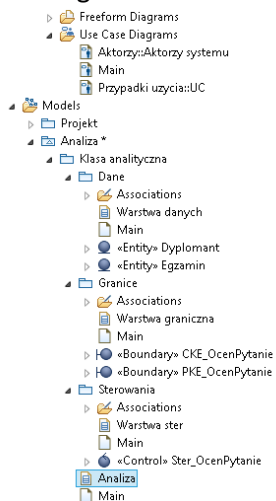 Freeform Diagrams
Use Case Diagrams
Aktorzy::Aktorzy systemu
Main
Przypadki uzycia::UC
Models
Projekt
Analiza *
Klasa analityczna
Dane
Associations
Warstwa danych
Main
«Entity» Dyplomant
«Entity» Egzamin
Granice
Associations
Warstwa graniczna
Main
«Boundary» CKE_OcenPytanie
«Boundary» PKE_OcenPytanie
Sterowania
Associations
Warstwa ster
Main
«Control» Ster_OcenPytanie
Analiza
Main